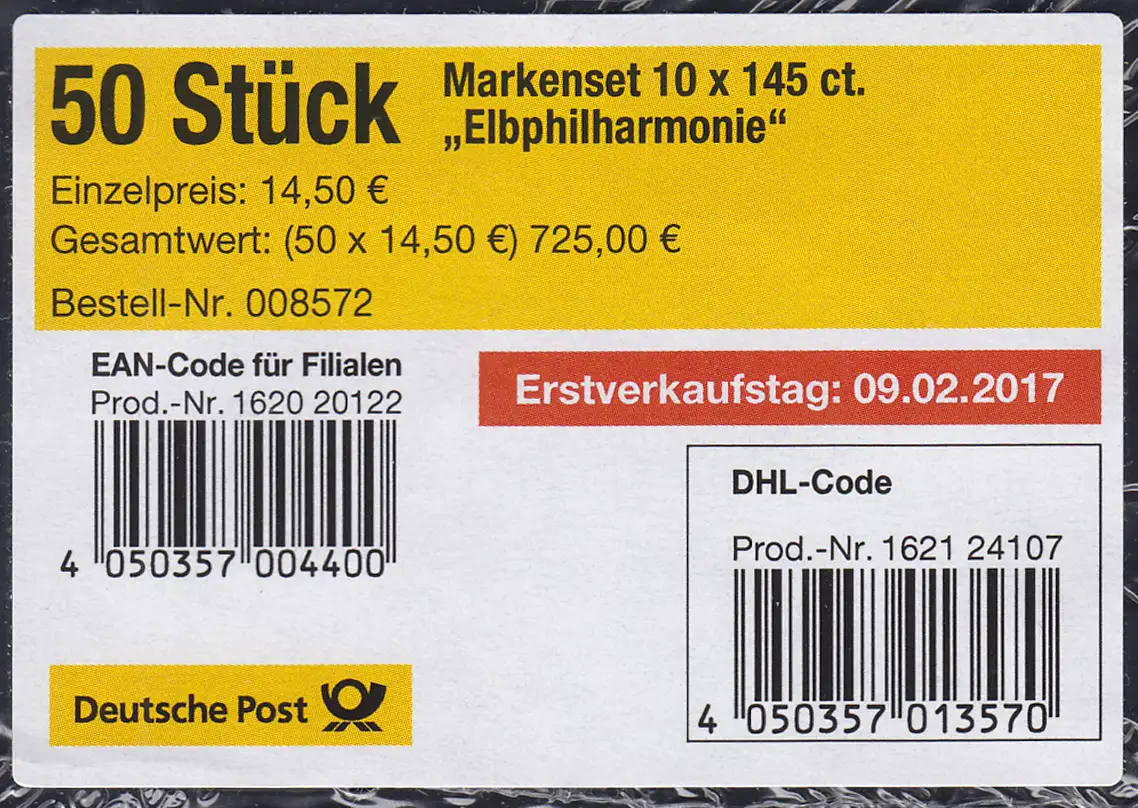 50 Stück
Markenset 10 x 145 ct.
„Elbphilharmonie“
Einzelpreis: 14,50 €
Gesamtwert: (50 x 14,50 €) 725,00 €
Bestell-Nr. 008572
EAN-Code für Filialen
Prod.-Nr. 1620 20122
4 050357 004400
Erstverkaufstag: 09.02.2017
DHL-Code
Prod.-Nr. 1621 24107
4 050357 013570
Deutsche Post